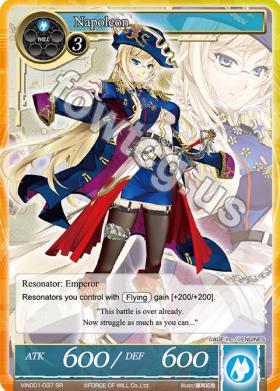 Napoleon
WILL
3
fowtcg.us
Resonator: Emperor
Resonators you control with Flying gain [+200/+200].
"This battle is over already.
Now struggle as much as you can..."
©AGE Inc./©ENGINES
ATK 600/ DEF 600
VIN001-037 SR ©FORCE OF WILL Co.,Ltd.